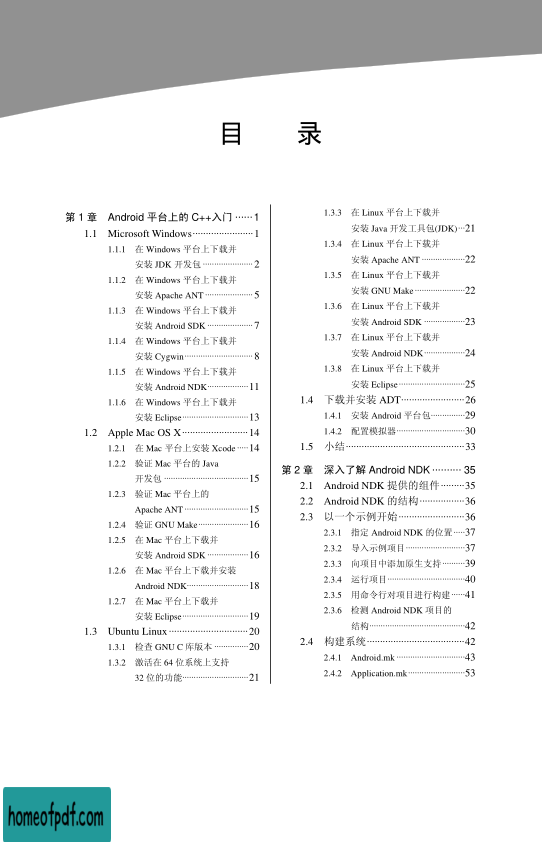 目 录
第 1 章 Android 平台上的 C++入门 ······ 1
1.1 Microsoft Windows ······················· 1
1.1.1 在 Windows 平台上下载并
安装 JDK 开发包 ···················· 2
1.1.2 在 Windows 平台上下载并
安装 Apache ANT ··················· 5
1.1.3 在 Windows 平台上下载并
安装 Android SDK ·················· 7
1.1.4 在 Windows 平台上下载并
安装 Cygwin ··························· 8
1.1.5 在 Windows 平台上下载并
安装 Android NDK ················ 11
1.1.6 在 Windows 平台上下载并
安装 Eclipse ·························· 13
1.2 Apple Mac OS X ························· 14
1.2.1 在 Mac 平台上安装 Xcode ····· 14
1.2.2 验证 Mac 平台的 Java
开发包 ·································· 15
1.2.3 验证 Mac 平台上的
Apache ANT ·························· 15
1.2.4 验证 GNU Make ···················· 16
1.2.5 在 Mac 平台上下载并
安装 Android SDK ················ 16
1.2.6 在 Mac 平台上下载并安装
Android NDK ························· 18
1.2.7 在 Mac 平台上下载并
安装 Eclipse ·························· 19
1.3 Ubuntu Linux ······························ 20
1.3.1 检查 GNU C 库版本 ·············· 20
1.3.2 激活在 64 位系统上支持
32 位的功能 ·························· 21
1.3.3 在 Linux 平台上下载并
安装 Java 开发工具包(JDK) ··· 21
1.3.4 在 Linux 平台上下载并
安装 Apache ANT ················· 22
1.3.5 在 Linux 平台上下载并
安装 GNU Make ···················· 22
1.3.6 在 Linux 平台上下载并
安装 Android SDK ················ 23
1.3.7 在 Linux 平台上下载并
安装 Android NDK ················ 24
1.3.8 在 Linux 平台上下载并
安装 Eclipse ·························· 25
1.4 下载并安装 ADT ························ 26
1.4.1 安装 Android 平台包 ············· 29
1.4.2 配置模拟器 ··························· 30
1.5 小结 ············································· 33
第 2 章 深入了解 Android NDK ·········· 35
2.1 Android NDK 提供的组件 ········· 35
2.2 Android NDK 的结构 ················· 36
2.3 以一个示例开始 ························· 36
2.3.1 指定 Android NDK 的位置 ····· 37
2.3.2 导入示例项目 ······················· 37
2.3.3 向项目中添加原生支持 ········· 39
2.3.4 运行项目 ······························ 40
2.3.5 用命令行对项目进行构建 ······ 41
2.3.6 检测 Android NDK 项目的
结构 ······································ 42
2.4 构建系统 ····································· 42
2.4.1 Android.mk ··························· 43
2.4.2 Application.mk ······················ 53
homeofpdf.com